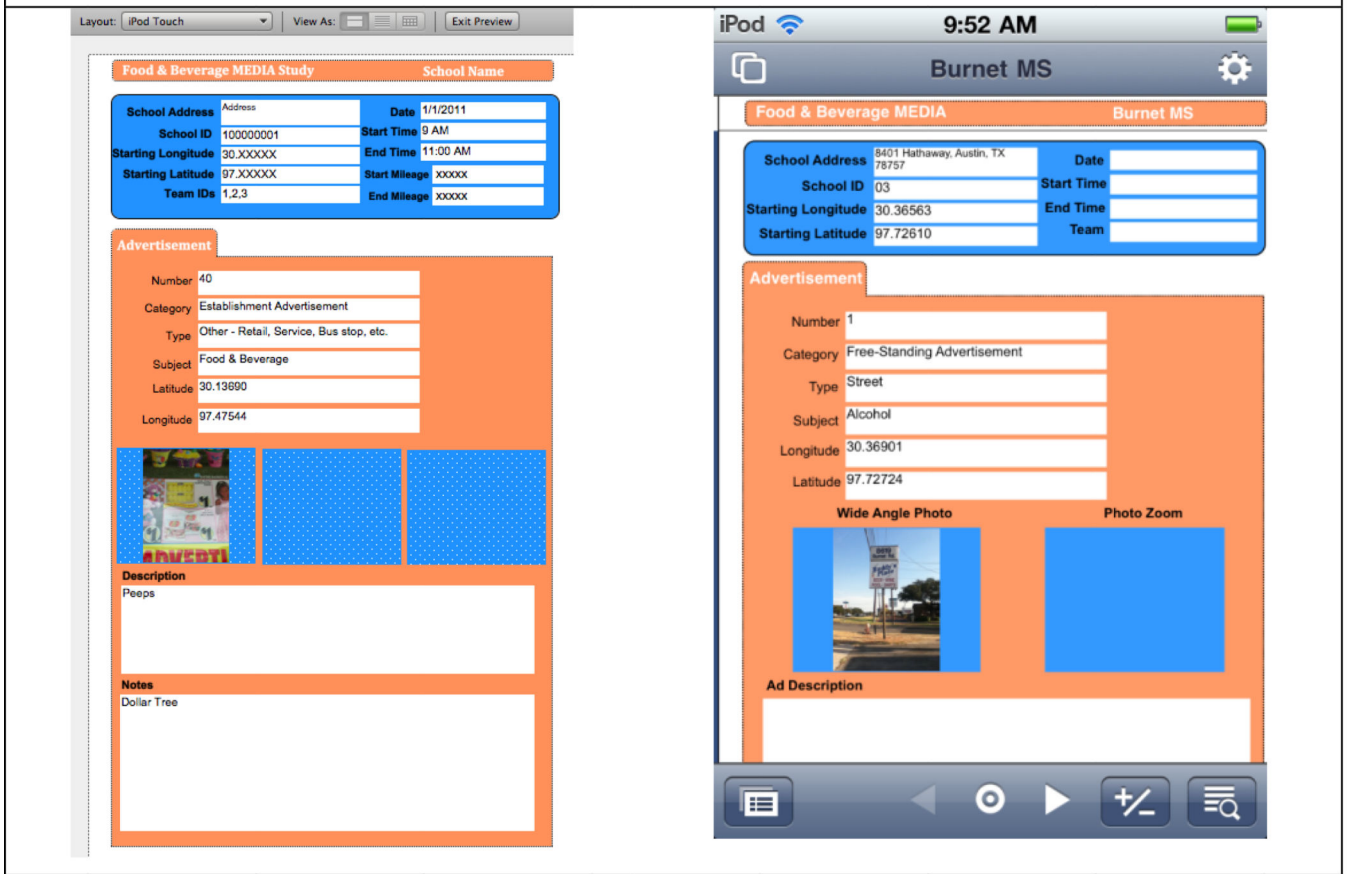 Layout: iPod Touch View As: Exit Preview
Food & Beverage MEDIA Study School Name
School Address Address Date 1/1/2011
School ID 100000001 Start Time 9 AM
Starting Longitude 30.XXXXX End Time 11:00 AM
Starting Latitude 97.XXXXX Start Mileage xxxxx
Team IDs 1,2,3 End Mileage xxxxx
Advertisement
Number 40
Category Establishment Advertisement
Type Other - Retail, Service, Bus stop, etc.
Subject Food & Beverage
Latitude 30.13690
Longitude 97.47544
Description
Peeps
Notes
Dollar Tree
iPod 9:52 AM
Burnet MS
Food & Beverage MEDIA Burnet MS
School Address 8401 Hathaway, Austin, TX
78757
Date
School ID 03 Start Time
Starting Longitude 30.36563 End Time
Starting Latitude 97.72610 Team
Advertisement
Number 1
Category Free-Standing Advertisement
Type Street
Subject Alcohol
Longitude 30.36901
Latitude 97.72724
Wide Angle Photo Photo Zoom
Ad Description